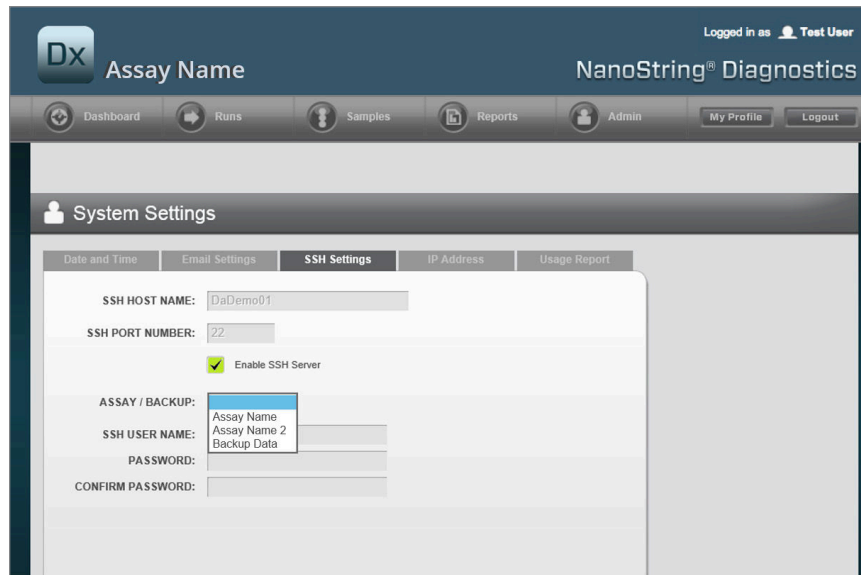 Logged in as Test User
Dx
Assay Name
NanoString® Diagnostics
Dashboard Runs Samples Reports Admin My Profile Logout
System Settings
Date and Time Email Settings SSH Settings IP Address Usage Report
SSH HOST NAME: DaDemo01
SSH PORT NUMBER: 22
Enable SSH Server
ASSAY / BACKUP:
Assay Name
Assay Name 2
Backup Data
SSH USER NAME:
PASSWORD:
CONFIRM PASSWORD: